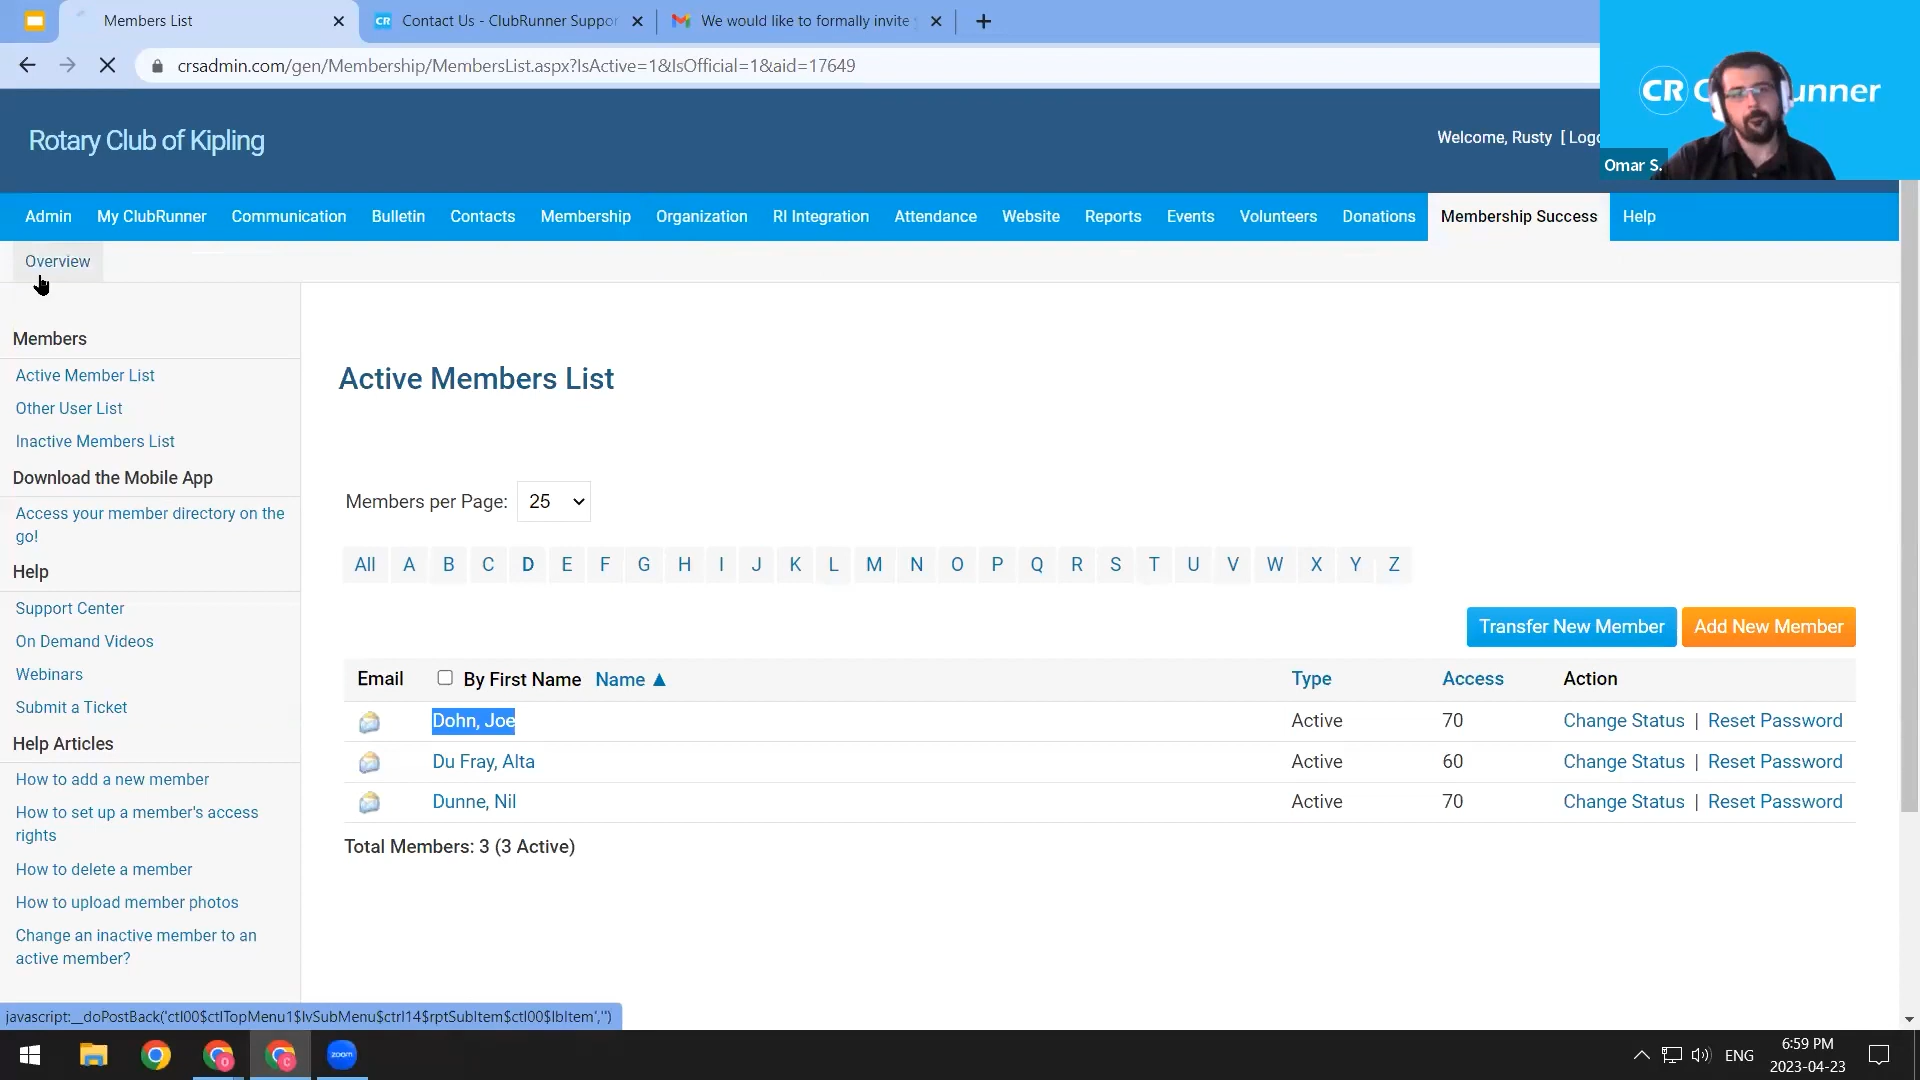 Members List
Contact Us - ClubRunner Suppor
We would like to formally invite
crsadmin.com/gen/Membership/MembersList.aspx?IsActive=1&IsOfficial=1&aid=17649
Rotary Club of Kipling
Welcome, Rusty [ Logo
CR C unner
Omar S.
Admin My ClubRunner Communication Bulletin Contacts Membership Organization RI Integration Attendance Website Reports Events Volunteers Donations Membership Success Help
Overview
Members
Active Member List
Other User List
Inactive Members List
Download the Mobile App
Access your member directory on the
go!
Help
Support Center
On Demand Videos
Webinars
Submit a Ticket
Help Articles
How to add a new member
How to set up a member's access
rights
How to delete a member
How to upload member photos
Change an inactive member to an
active member?
Active Members List
Members per Page: 25
All A B C D E F G H I J K L M N O P Q R S T U V W X Y Z
Transfer New Member Add New Member
Email By First Name Name ▲ Type Access Action
Dohn, Joe Active 70 Change Status | Reset Password
Du Fray, Alta Active 60 Change Status | Reset Password
Dunne, Nil Active 70 Change Status | Reset Password
Total Members: 3 (3 Active)
javascript:__doPostBack('ctl00$ctlTopMenu1$lvSubMenu$ctrl14$rptSubItem$ctl00$lbItem','')
zoom
ENG
6:59 PM
2023-04-23